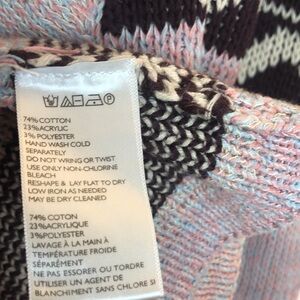 74% COTTON
23% ACRYLIC
3% POLYESTER
HAND WASH COLD
SEPARATELY
DO NOT WRING OR TWIST
USE ONLY NON-CHLORINE
BLEACH
RESHAPE & LAY FLAT TO DRY
LOW IRON AS NEEDED
MAY BE DRY CLEANED
74% COTON
23% ACRYLIQUE
3% POLYESTER
LAVAGE À LA MAIN À
TEMPÉRATURE FROIDE
SÉPARÉMENT
NE PAS ESSORER OU TORDRE
UTILISER UN AGENT DE
BLANCHIMENT SANS CHLORE SI